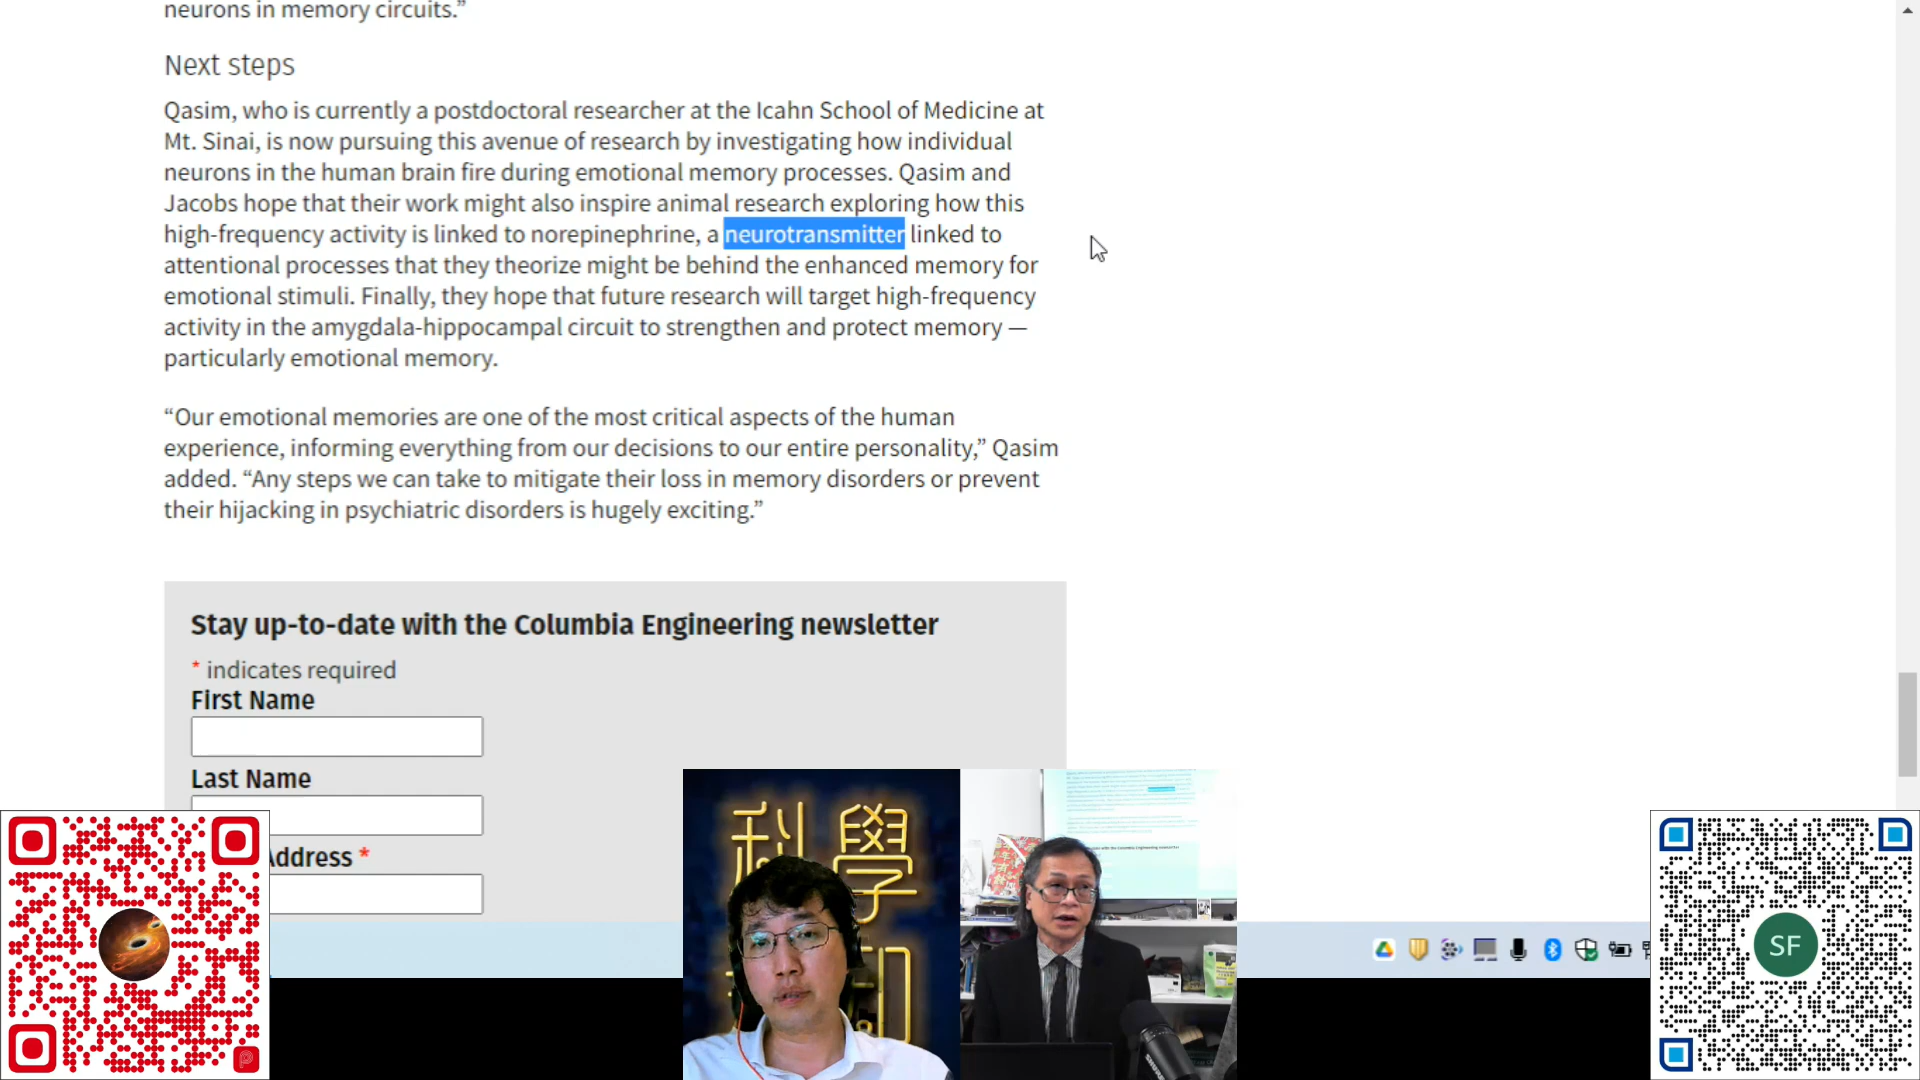 neurons in memory circuits.”
Next steps
Qasim, who is currently a postdoctoral researcher at the Icahn School of Medicine at
Mt. Sinai, is now pursuing this avenue of research by investigating how individual
neurons in the human brain fire during emotional memory processes. Qasim and
Jacobs hope that their work might also inspire animal research exploring how this
high-frequency activity is linked to norepinephrine, a neurotransmitter linked to
attentional processes that they theorize might be behind the enhanced memory for
emotional stimuli. Finally, they hope that future research will target high-frequency
activity in the amygdala-hippocampal circuit to strengthen and protect memory —
particularly emotional memory.
“Our emotional memories are one of the most critical aspects of the human
experience, informing everything from our decisions to our entire personality,” Qasim
added. “Any steps we can take to mitigate their loss in memory disorders or prevent
their hijacking in psychiatric disorders is hugely exciting.”
Stay up-to-date with the Columbia Engineering newsletter
* indicates required
First Name
Last Name
Address *
科學
SF